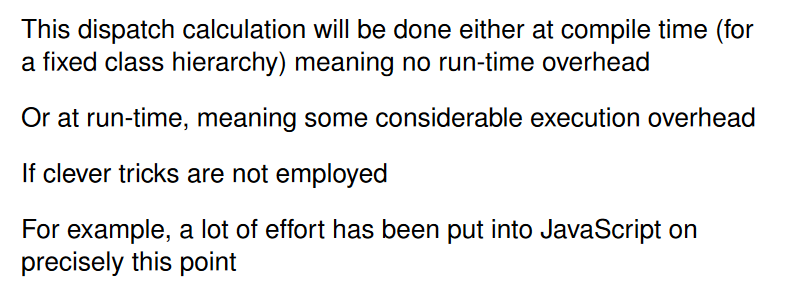 This dispatch calculation will be done either at compile time (for
a fixed class hierarchy) meaning no run-time overhead
Or at run-time, meaning some considerable execution overhead
If clever tricks are not employed
For example, a lot of effort has been put into JavaScript on
precisely this point